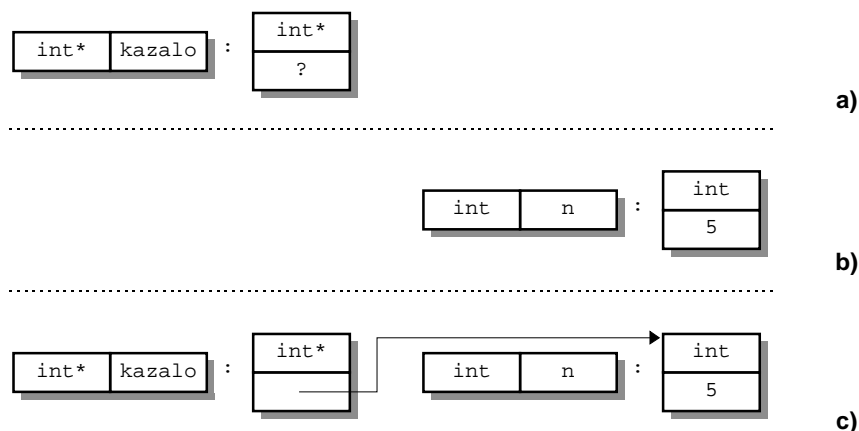 int* kazalo : int*
?
a)
int n : int
5
b)
int* kazalo : int* int n : int
5
c)